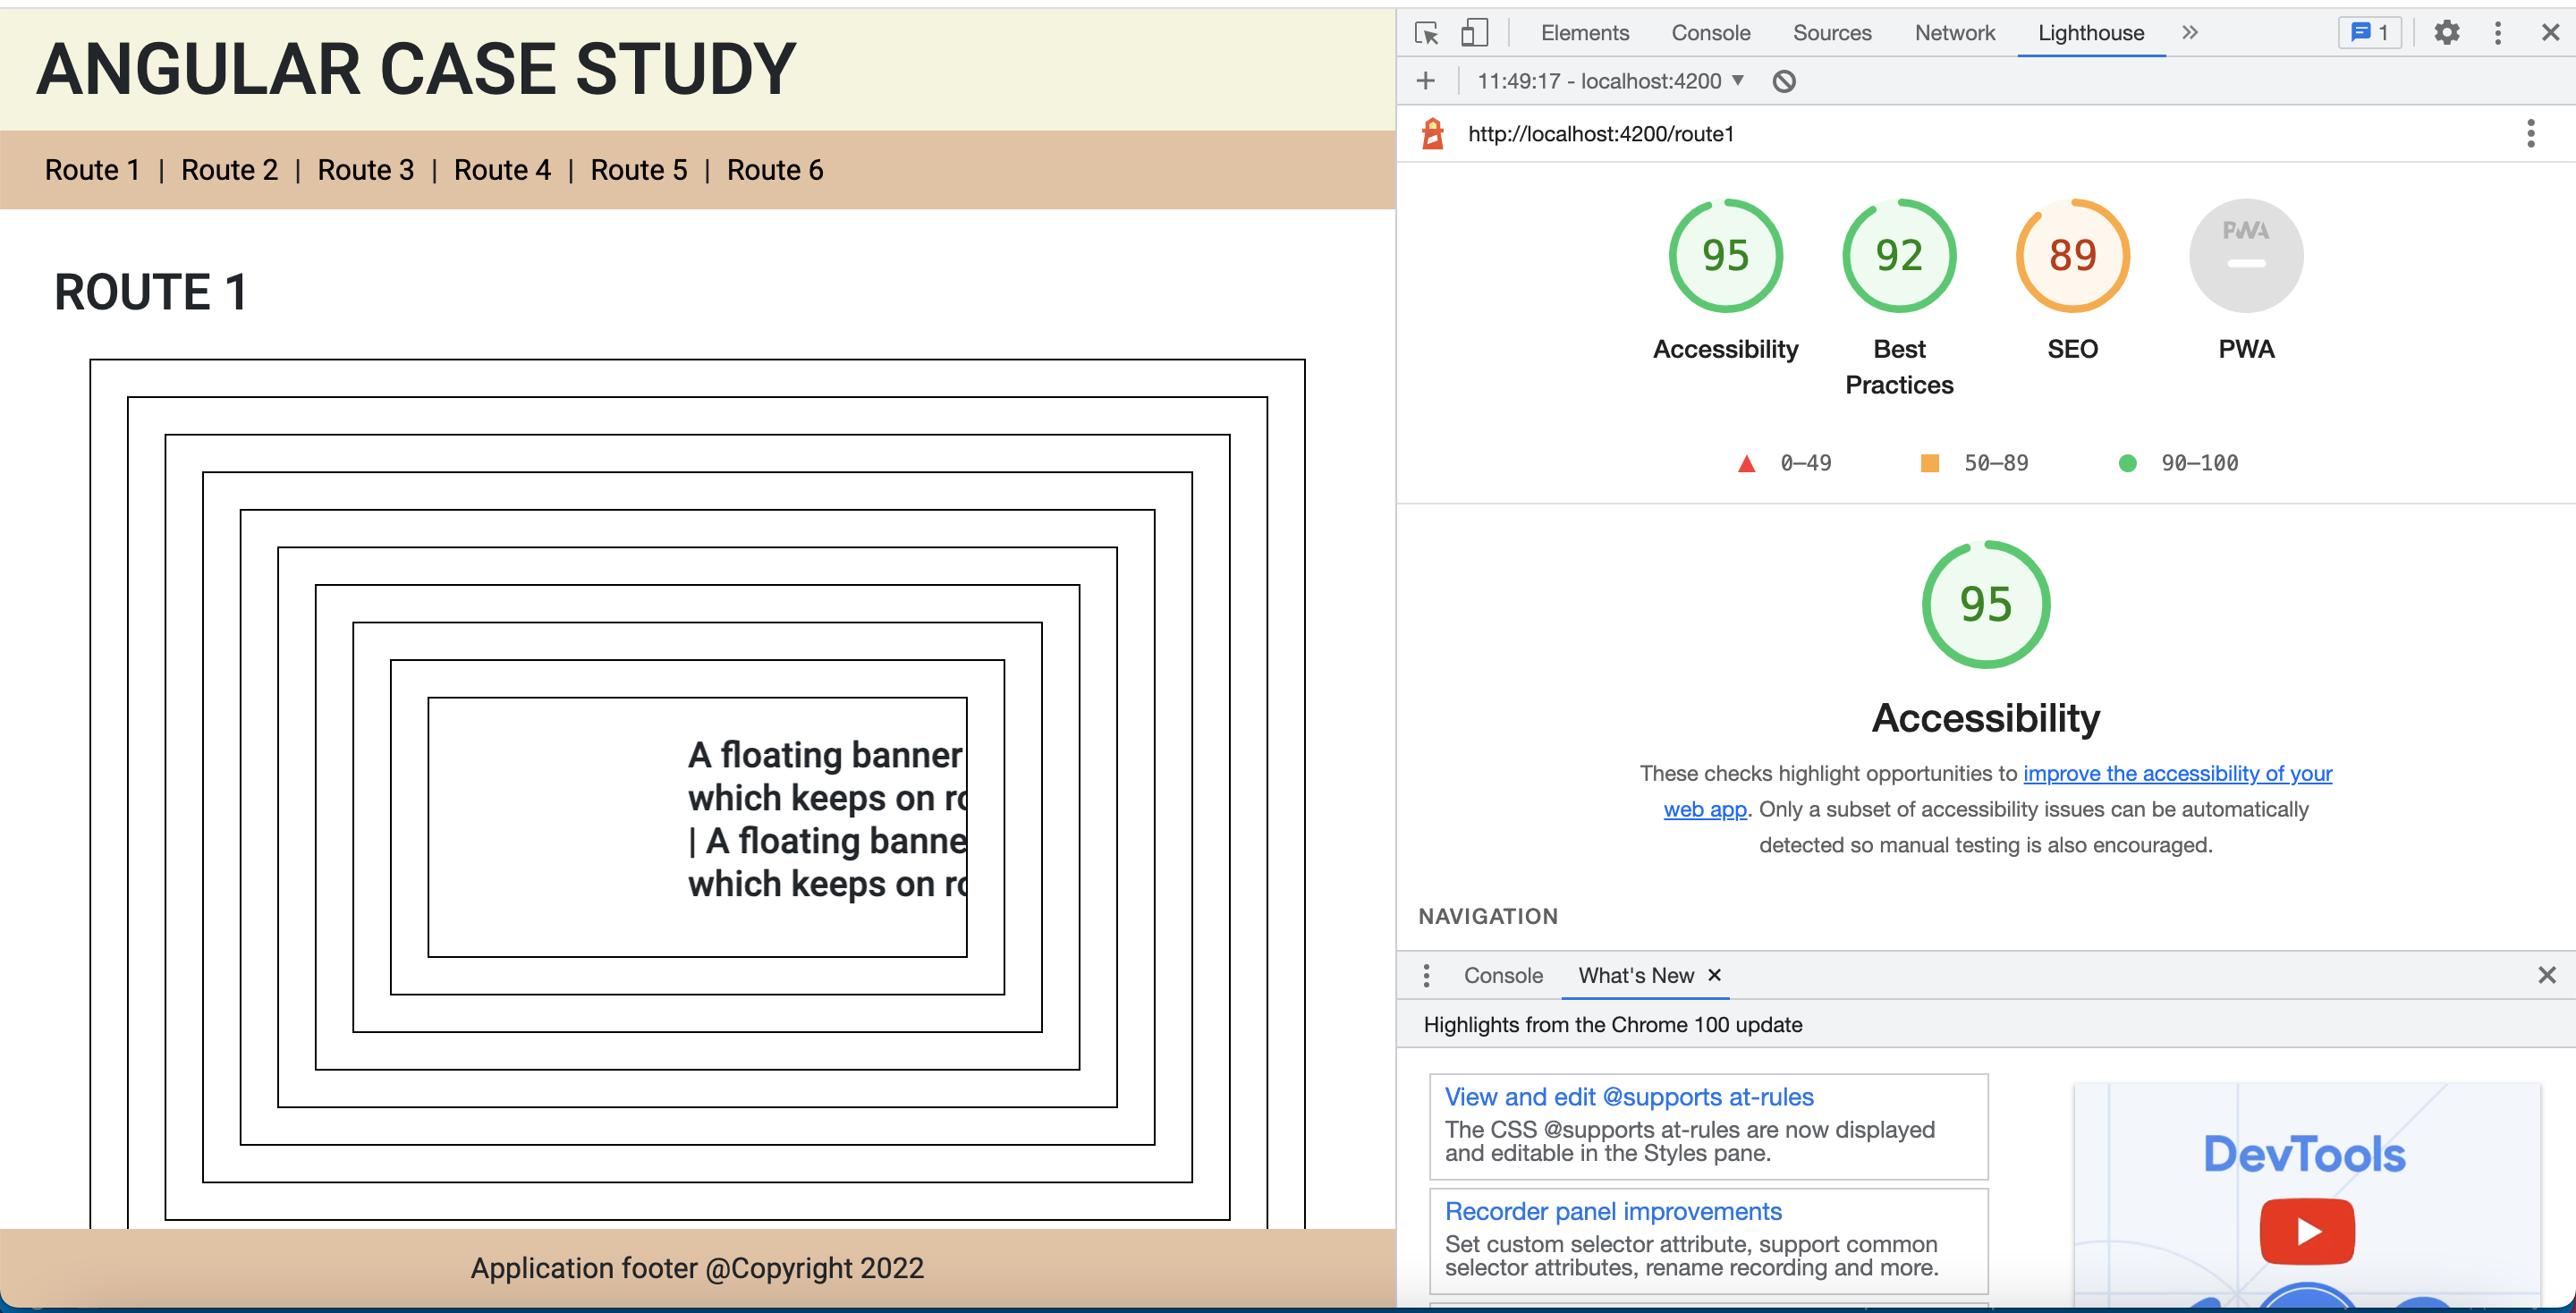 ANGULAR CASE STUDY
Route 1 | Route 2 | Route 3 | Route 4 | Route 5 | Route 6
ROUTE 1
A floating banner
which keeps on ro
| A floating banne
which keeps on ro
Application footer @Copyright 2022
Elements Console Sources Network Lighthouse 1
11:49:17 - localhost:4200
http://localhost:4200/route1
95 92 89 PWA
Accessibility Best Practices SEO PWA
0–49 50–89 90–100
95
Accessibility
These checks highlight opportunities to improve the accessibility of your
web app. Only a subset of accessibility issues can be automatically
detected so manual testing is also encouraged.
NAVIGATION
Console What's New
Highlights from the Chrome 100 update
View and edit @supports at-rules
The CSS @supports at-rules are now displayed
and editable in the Styles pane.
Recorder panel improvements
Set custom selector attribute, support common
selector attributes, rename recording and more.
DevTools